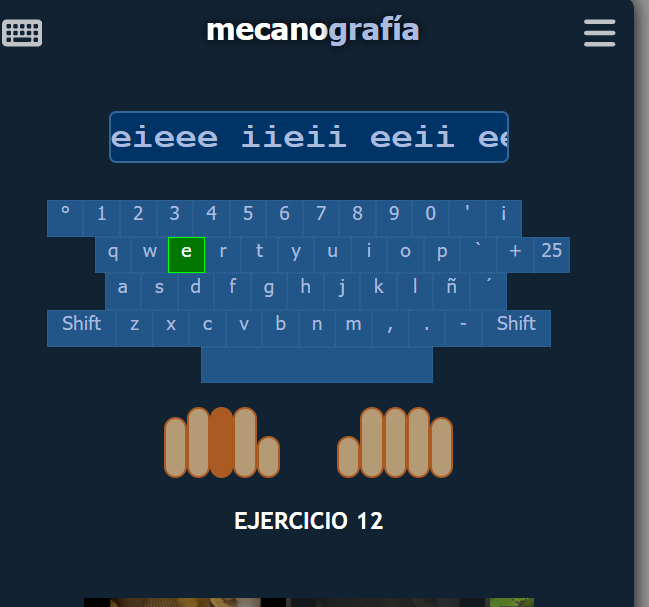 mecanografía
eieee iieii eeii ee
º 1 2 3 4 5 6 7 8 9 0 ' ¡
q w e r t y u i o p ` + 25
a s d f g h j k l ñ ´
Shift z x c v b n m , . - Shift
EJERCICIO 12